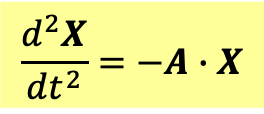 d²X/dt² = −A · X